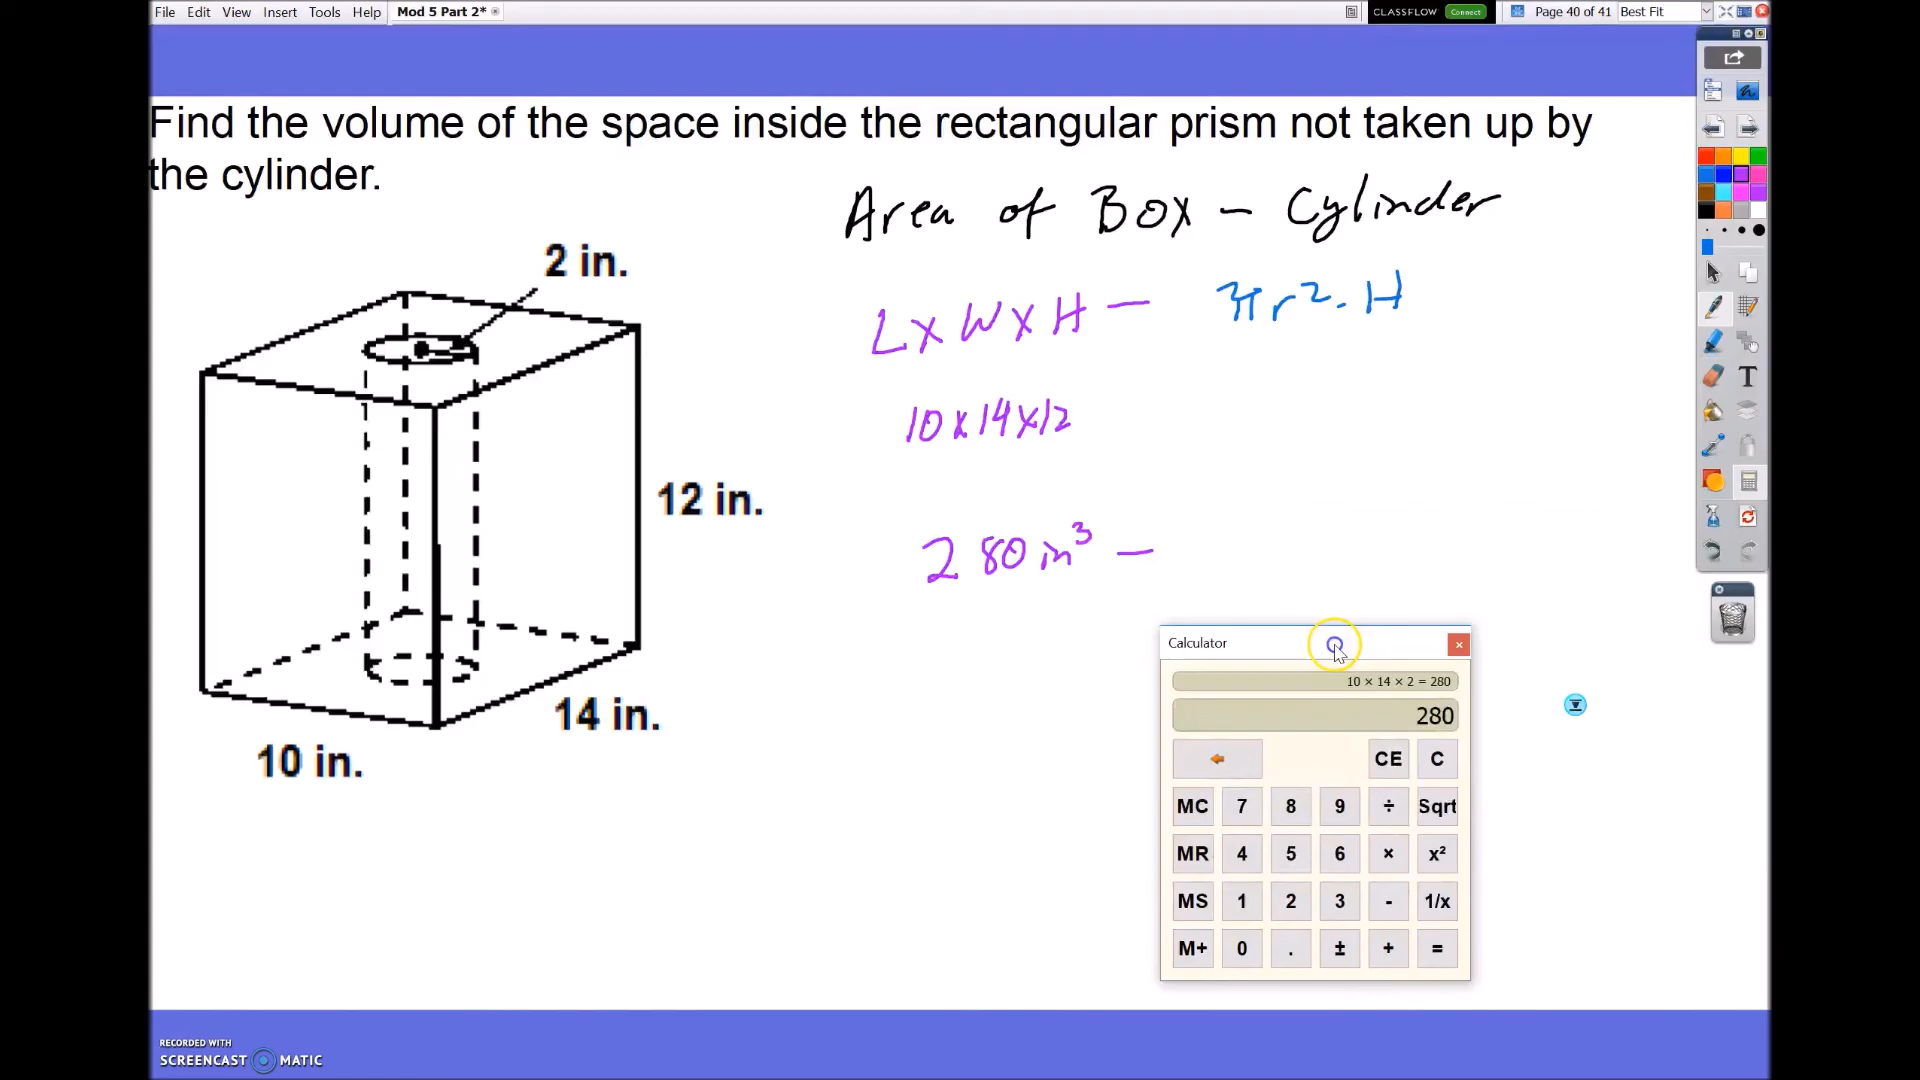 File Edit View Insert Tools Help Mod 5 Part 2* CLASSFLOW Connect Page 40 of 41 Best Fit
Find the volume of the space inside the rectangular prism not taken up by
the cylinder.
Area of Box - Cylinder
2 in.
LxWxH - πr². H
10x14x12
12 in.
280 in³ -
14 in.
10 in.
Calculator
10 × 14 × 2 = 280
280
CE C
MC 7 8 9 ÷ Sqrt
MR 4 5 6 × x²
MS 1 2 3 - 1/x
M+ 0 . ± + =
T
RECORDED WITH
SCREENCAST MATIC